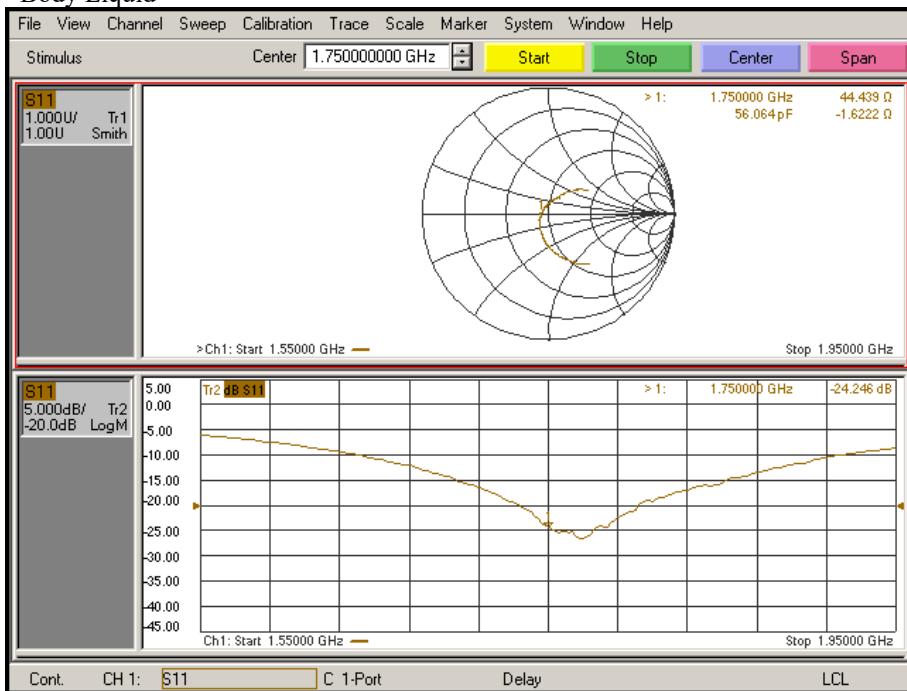 Body Liquid
File View Channel Sweep Calibration Trace Scale Marker System Window Help
Stimulus Center 1.750000000 GHz Start Stop Center Span
S11
1.000U/ Tr1
1.00U Smith
> 1: 1.750000 GHz 44.439 Ω
56.064 pF -1.6222 Ω
>Ch1: Start 1.55000 GHz Stop 1.95000 GHz
S11
5.000dB/ Tr2
-20.0dB LogM
5.00
0.00
-5.00
-10.00
-15.00
-20.00
-25.00
-30.00
-35.00
-40.00
-45.00
Tr2 dB S11 > 1: 1.750000 GHz -24.246 dB
Ch1: Start 1.55000 GHz Stop 1.95000 GHz
Cont. CH 1: S11 C 1-Port Delay LCL